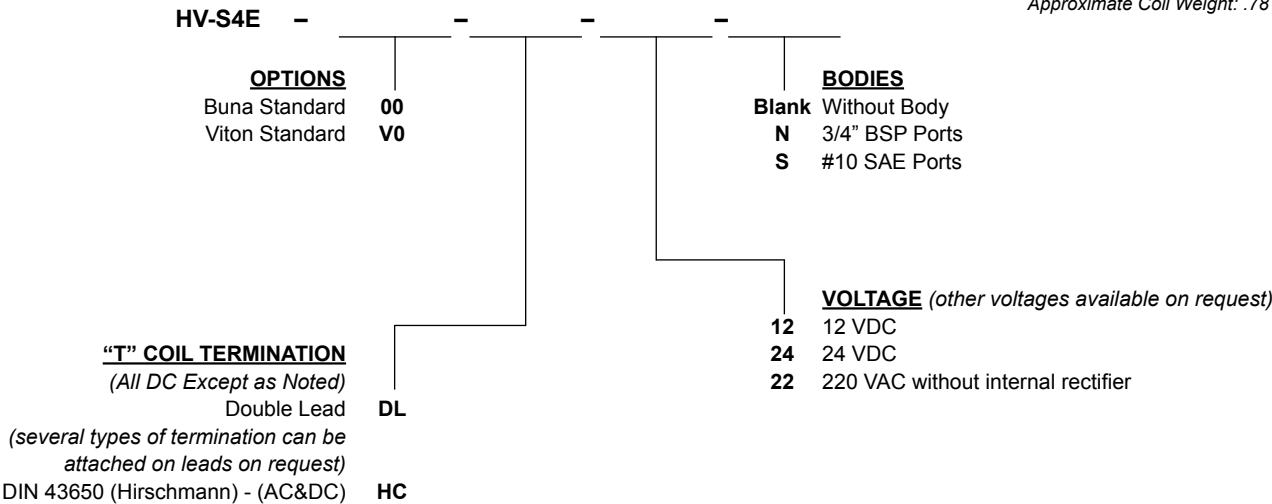 Approximate Coil Weight: .78
HV-S4E – – – –
OPTIONS
Buna Standard 00
Viton Standard V0
BODIES
Blank Without Body
N 3/4” BSP Ports
S #10 SAE Ports
VOLTAGE (other voltages available on request)
12 12 VDC
24 24 VDC
22 220 VAC without internal rectifier
“T” COIL TERMINATION
(All DC Except as Noted)
Double Lead DL
(several types of termination can be
attached on leads on request)
DIN 43650 (Hirschmann) - (AC&DC) HC